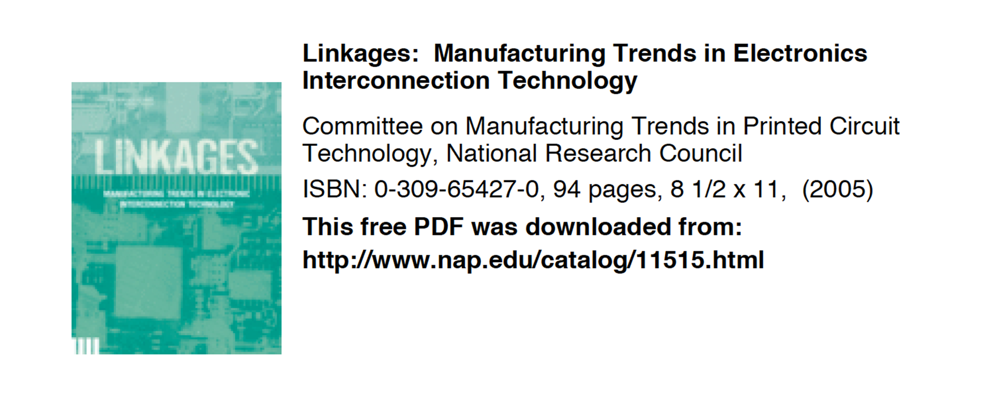 LINKAGES
MANUFACTURING TRENDS IN ELECTRONIC
INTERCONNECTION TECHNOLOGY
Linkages:  Manufacturing Trends in Electronics
Interconnection Technology
Committee on Manufacturing Trends in Printed Circuit
Technology, National Research Council
ISBN: 0-309-65427-0, 94 pages, 8 1/2 x 11,  (2005)
This free PDF was downloaded from:
http://www.nap.edu/catalog/11515.html